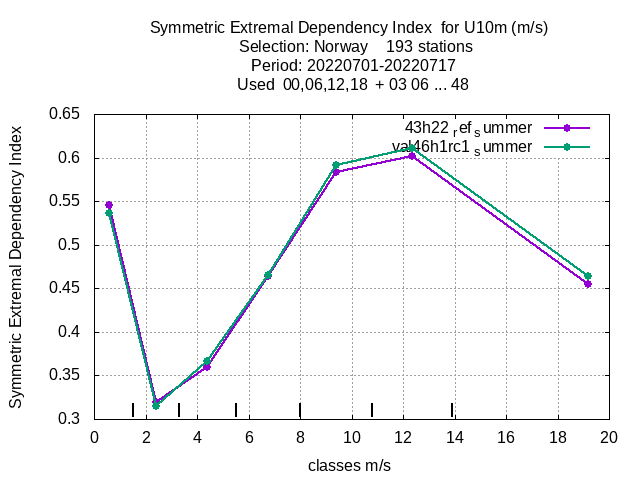 Symmetric Extremal Dependency Index  for U10m (m/s)
Selection: Norway    193 stations
Period: 20220701-20220717
Used  00,06,12,18  + 03 06 ... 48
43h22 ref summer
val46h1rc1 summer
0.65
0.6
0.55
0.5
0.45
0.4
0.35
0.3
Symmetric Extremal Dependency Index
0 2 4 6 8 10 12 14 16 18 20
classes m/s